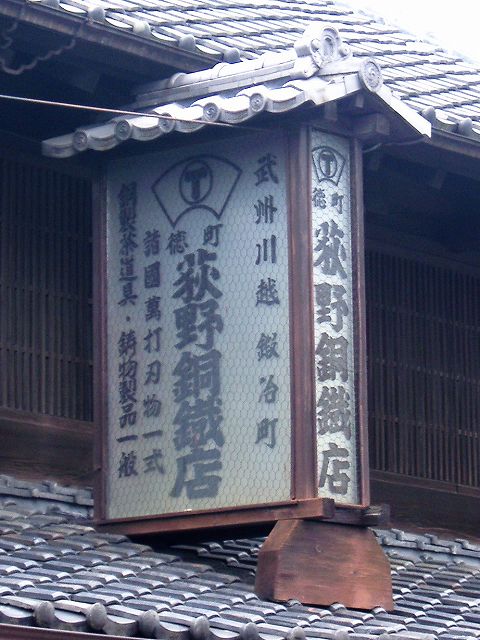 武州川越鍛冶町
町徳
荻野銅鐵店
諸國萬打刃物一式
銅製茶道具・鋳物製品一般
町徳
荻野銅鐵店